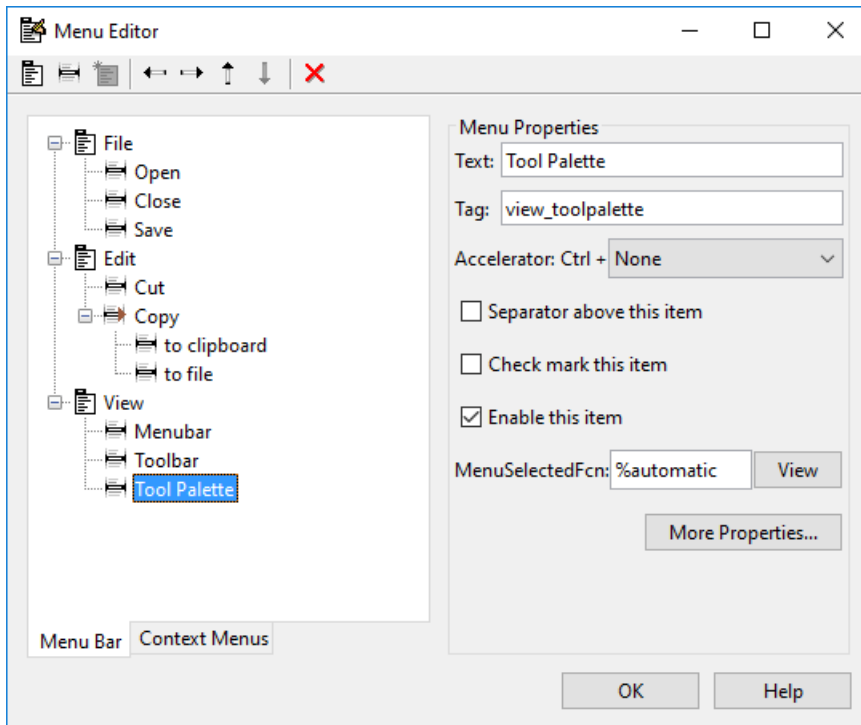 Menu Editor
File
Open
Close
Save
Edit
Cut
Copy
to clipboard
to file
View
Menubar
Toolbar
Tool Palette
Menu Bar
Context Menus
Menu Properties
Text: Tool Palette
Tag: view_toolpalette
Accelerator: Ctrl + None
Separator above this item
Check mark this item
Enable this item
MenuSelectedFcn: %automatic View
More Properties...
OK Help